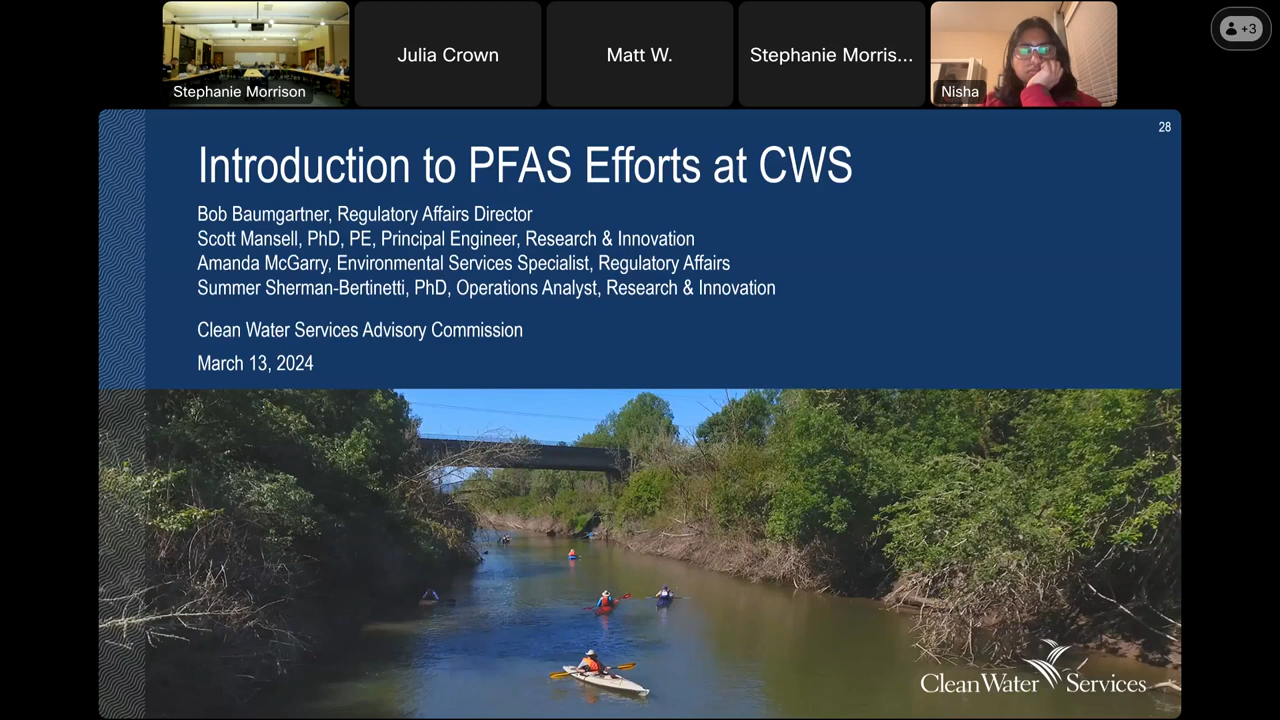 Stephanie Morrison
Julia Crown
Matt W.
Stephanie Morris...
Nisha
+3
28
Introduction to PFAS Efforts at CWS
Bob Baumgartner, Regulatory Affairs Director
Scott Mansell, PhD, PE, Principal Engineer, Research & Innovation
Amanda McGarry, Environmental Services Specialist, Regulatory Affairs
Summer Sherman-Bertinetti, PhD, Operations Analyst, Research & Innovation
Clean Water Services Advisory Commission
March 13, 2024
CleanWater Services